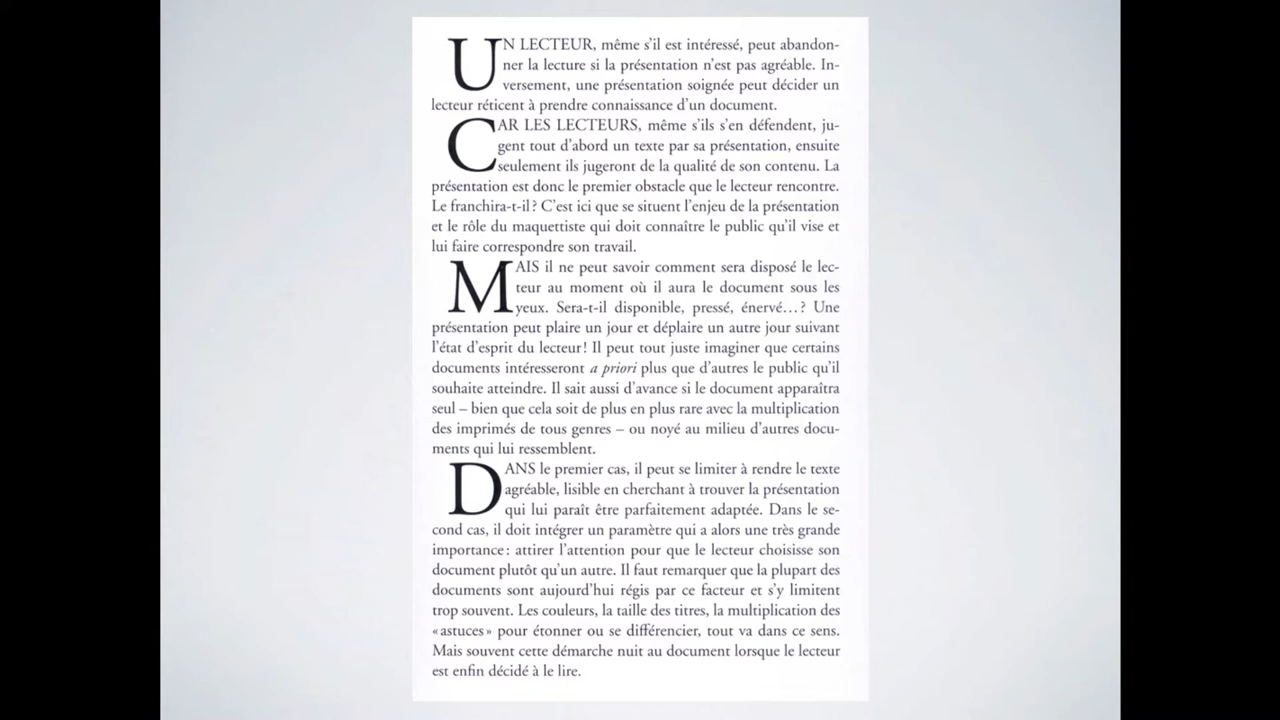 UN LECTEUR, même s’il est intéressé, peut abandon-
ner la lecture si la présentation n’est pas agréable. In-
versement, une présentation soignée peut décider un
lecteur réticent à prendre connaissance d’un document.
CAR LES LECTEURS, même s’ils s’en défendent, ju-
gent tout d’abord un texte par sa présentation, ensuite
seulement ils jugeront de la qualité de son contenu. La
présentation est donc le premier obstacle que le lecteur rencontre.
Le franchira-t-il ? C’est ici que se situent l’enjeu de la présentation
et le rôle du maquettiste qui doit connaître le public qu’il vise et
lui faire correspondre son travail.
MAIS il ne peut savoir comment sera disposé le lec-
teur au moment où il aura le document sous les
yeux. Sera-t-il disponible, pressé, énervé… ? Une
présentation peut plaire un jour et déplaire un autre jour suivant
l’état d’esprit du lecteur ! Il peut tout juste imaginer que certains
documents intéresseront a priori plus que d’autres le public qu’il
souhaite atteindre. Il sait aussi d’avance si le document apparaîtra
seul – bien que cela soit de plus en plus rare avec la multiplication
des imprimés de tous genres – ou noyé au milieu d’autres docu-
ments qui lui ressemblent.
DANS le premier cas, il peut se limiter à rendre le texte
agréable, lisible en cherchant à trouver la présentation
qui lui paraît être parfaitement adaptée. Dans le se-
cond cas, il doit intégrer un paramètre qui a alors une très grande
importance : attirer l’attention pour que le lecteur choisisse son
document plutôt qu’un autre. Il faut remarquer que la plupart des
documents sont aujourd’hui régis par ce facteur et s’y limitent
trop souvent. Les couleurs, la taille des titres, la multiplication des
« astuces » pour étonner ou se différencier, tout va dans ce sens.
Mais souvent cette démarche nuit au document lorsque le lecteur
est enfin décidé à le lire.